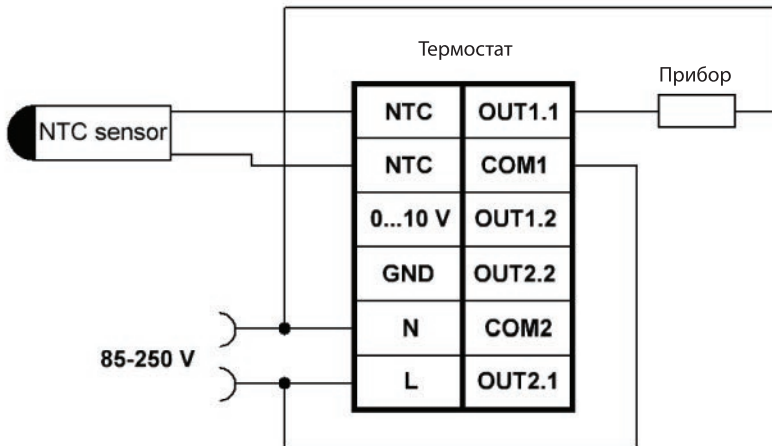 Термостат
Прибор
NTC sensor
NTC OUT1.1
NTC COM1
0...10 V OUT1.2
GND OUT2.2
N COM2
85-250 V
L OUT2.1